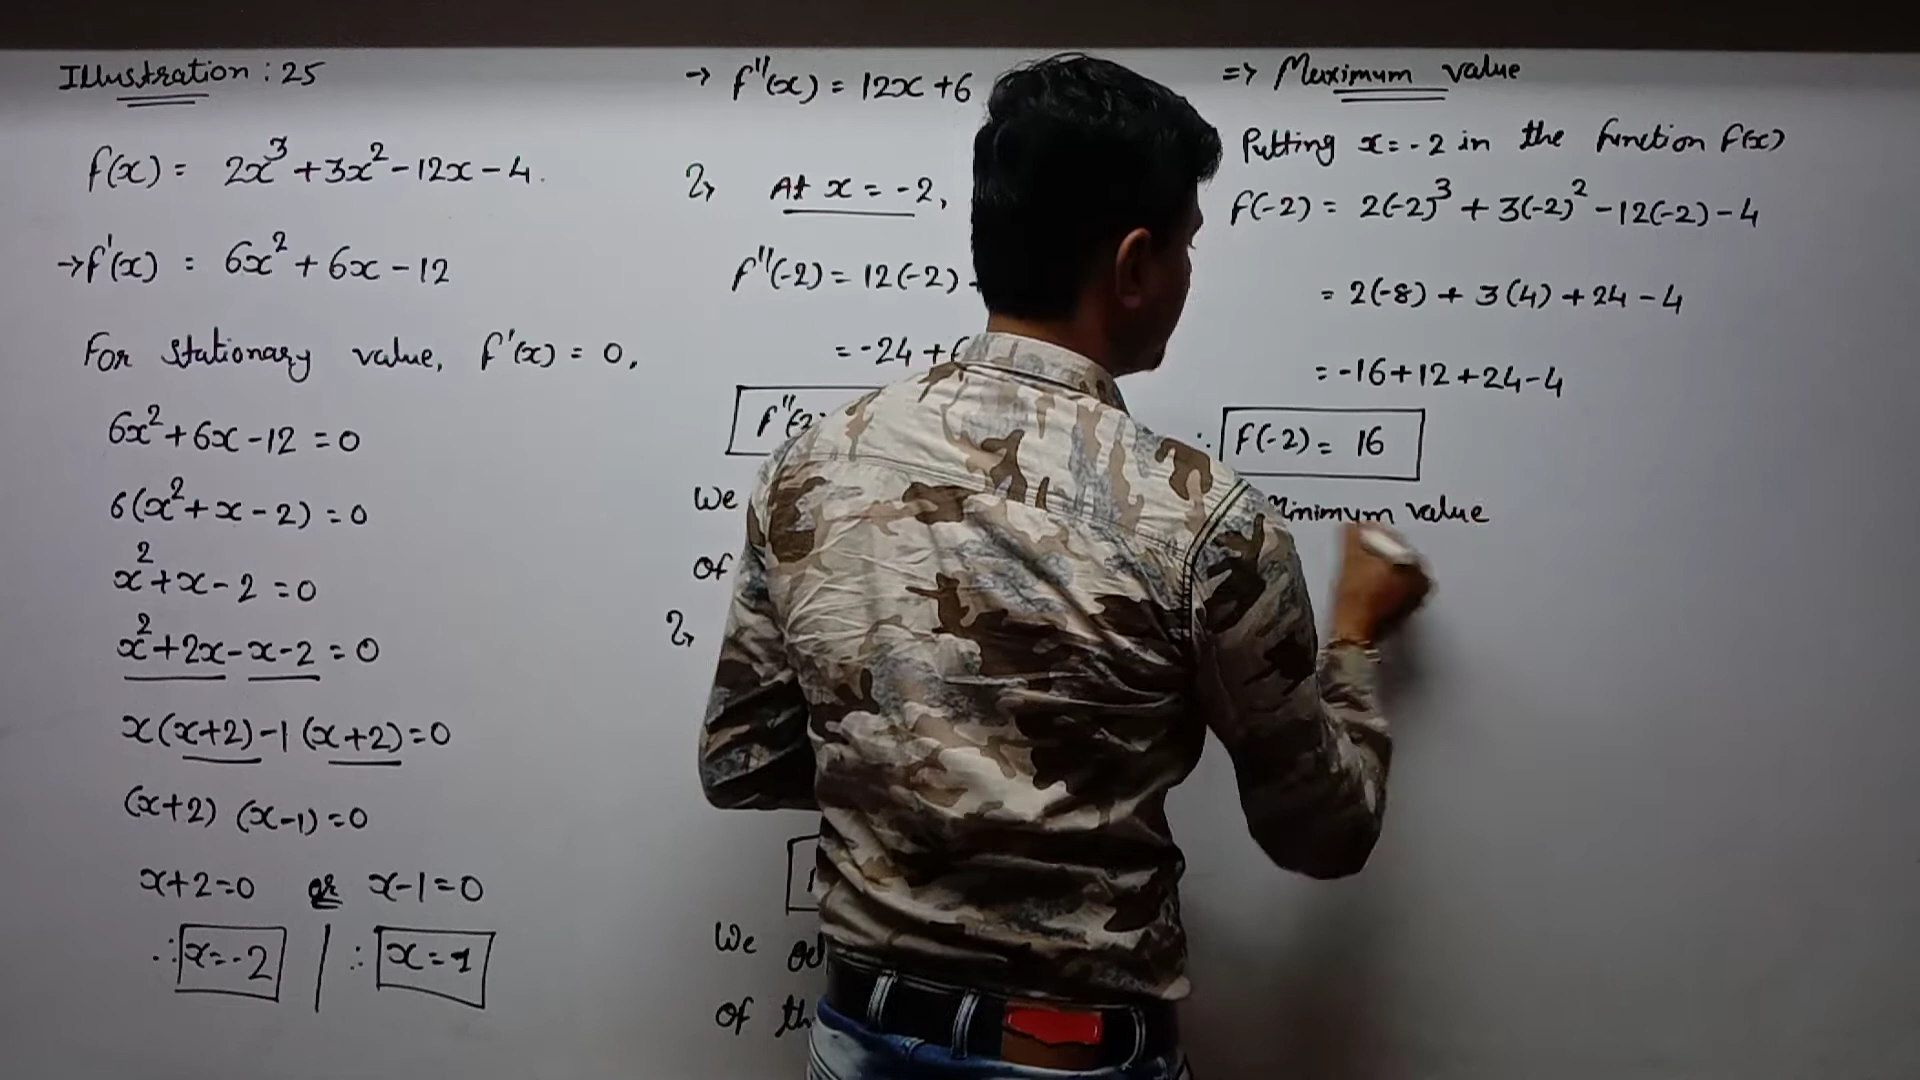 Illustration : 25
f(x) = 2x³ + 3x² - 12x - 4.
→ f'(x) = 6x² + 6x - 12
For stationary value, f'(x) = 0,
6x² + 6x - 12 = 0
6(x² + x - 2) = 0
x² + x - 2 = 0
x² + 2x - x - 2 = 0
x(x+2) - 1 (x+2) = 0
(x+2) (x-1) = 0
x+2=0 or x-1=0
∴ x=-2 | ∴ x=1
→ f''(x) = 12x + 6
2, At x = -2,
f''(-2) = 12(-2)
= -24 +
f''(-2
We
of
2,
We
of th
=> Maximum value
Putting x = -2 in the function f(x)
f(-2) = 2(-2)³ + 3(-2)² - 12(-2) - 4
= 2(-8) + 3(4) + 24 - 4
= -16 + 12 + 24 - 4
∴ f(-2) = 16
Minimum value